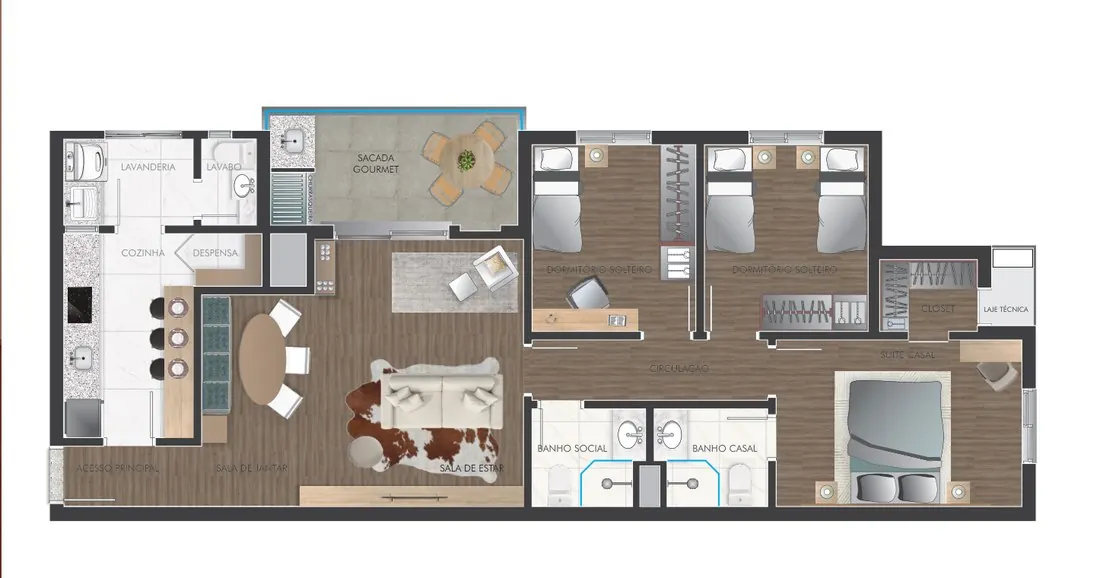 LAVANDERIA
LAVABO
SACADA
GOURMET
CHURRASQUEIRA
COZINHA
DESPENSA
DORMITÓRIO SOLTEIRO
DORMITÓRIO SOLTEIRO
CLOSET
LAJE TÉCNICA
SUÍTE CASAL
CIRCULAÇÃO
BANHO SOCIAL
BANHO CASAL
ACESSO PRINCIPAL
SALA DE JANTAR
SALA DE ESTAR